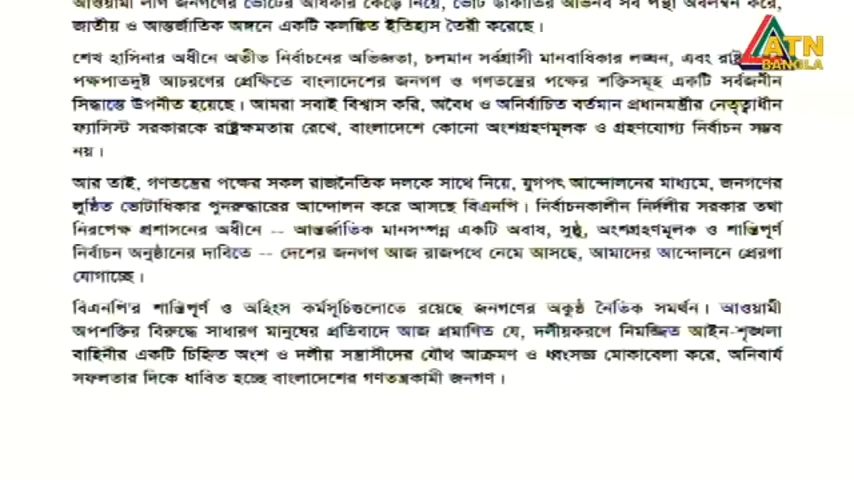 আওয়ামী লীগ জনগণের ভোটের অধিকার কেড়ে নিয়ে, ভোট ডাকাতির অভিনব সব পন্থা অবলম্বন করে,
জাতীয় ও আন্তর্জাতিক অঙ্গনে একটি কলঙ্কিত ইতিহাস তৈরী করেছে।
শেখ হাসিনার অধীনে অতীত নির্বাচনের অভিজ্ঞতা, চলমান সর্বগ্রাসী মানবাধিকার লঙ্ঘন, এবং রাষ্ট্র
পক্ষপাতদুষ্ট আচরণের প্রেক্ষিতে বাংলাদেশের জনগণ ও গণতন্ত্রের পক্ষের শক্তিসমূহ একটি সর্বজনীন
সিদ্ধান্তে উপনীত হয়েছে। আমরা সবাই বিশ্বাস করি, অবৈধ ও অনির্বাচিত বর্তমান প্রধানমন্ত্রীর নেতৃত্বাধীন
ফ্যাসিস্ট সরকারকে রাষ্ট্রক্ষমতায় রেখে, বাংলাদেশে কোনো অংশগ্রহণমূলক ও গ্রহণযোগ্য নির্বাচন সম্ভব
নয়।
আর তাই, গণতন্ত্রের পক্ষের সকল রাজনৈতিক দলকে সাথে নিয়ে, যুগপৎ আন্দোলনের মাধ্যমে, জনগণের
লুণ্ঠিত ভোটাধিকার পুনরুদ্ধারের আন্দোলন করে আসছে বিএনপি। নির্বাচনকালীন নির্দলীয় সরকার তথা
নিরপেক্ষ প্রশাসনের অধীনে -- আন্তর্জাতিক মানসম্পন্ন একটি অবাধ, সুষ্ঠু, অংশগ্রহণমূলক ও শান্তিপূর্ণ
নির্বাচন অনুষ্ঠানের দাবিতে -- দেশের জনগণ আজ রাজপথে নেমে আসছে, আমাদের আন্দোলনে প্রেরণা
যোগাচ্ছে।
বিএনপি'র শান্তিপূর্ণ ও অহিংস কর্মসূচিগুলোতে রয়েছে জনগণের অকুণ্ঠ নৈতিক সমর্থন। আওয়ামী
অপশক্তির বিরুদ্ধে সাধারণ মানুষের প্রতিবাদে আজ প্রমাণিত যে, দলীয়করণে নিমজ্জিত আইন-শৃঙ্খলা
বাহিনীর একটি চিহ্নিত অংশ ও দলীয় সন্ত্রাসীদের যৌথ আক্রমণ ও ধ্বংসযজ্ঞ মোকাবেলা করে, অনিবার্য
সফলতার দিকে ধাবিত হচ্ছে বাংলাদেশের গণতন্ত্রকামী জনগণ।
ATN
BANGLA